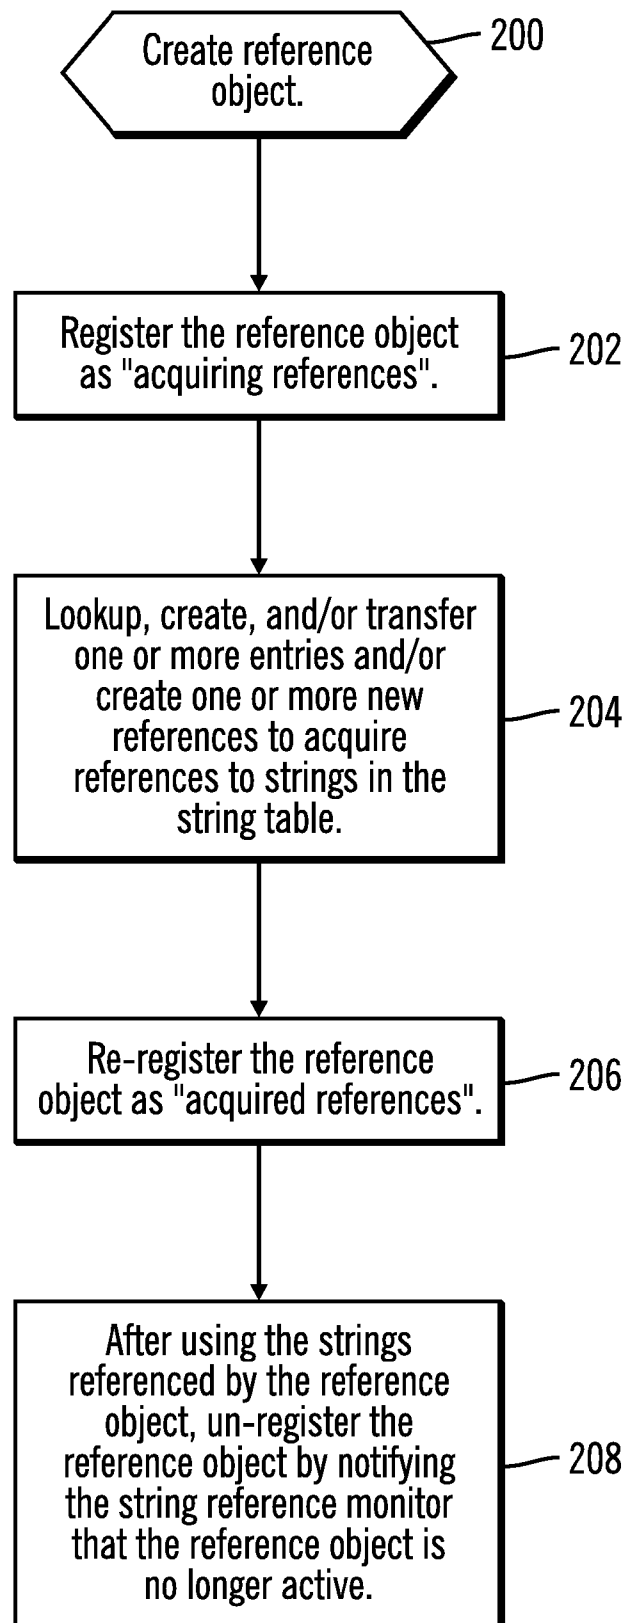 Create reference
object.
200
Register the reference object
as "acquiring references".
202
Lookup, create, and/or transfer
one or more entries and/or
create one or more new
references to acquire
references to strings in the
string table.
204
Re-register the reference
object as "acquired references".
206
After using the strings
referenced by the reference
object, un-register the
reference object by notifying
the string reference monitor
that the reference object is
no longer active.
208